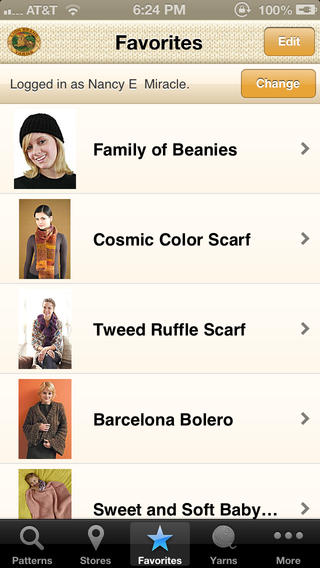 AT&T 6:24 PM 100%
Favorites
Edit
Logged in as Nancy E Miracle.
Change
Family of Beanies
Cosmic Color Scarf
Tweed Ruffle Scarf
Barcelona Bolero
Sweet and Soft Baby…
Patterns Stores Favorites Yarns More